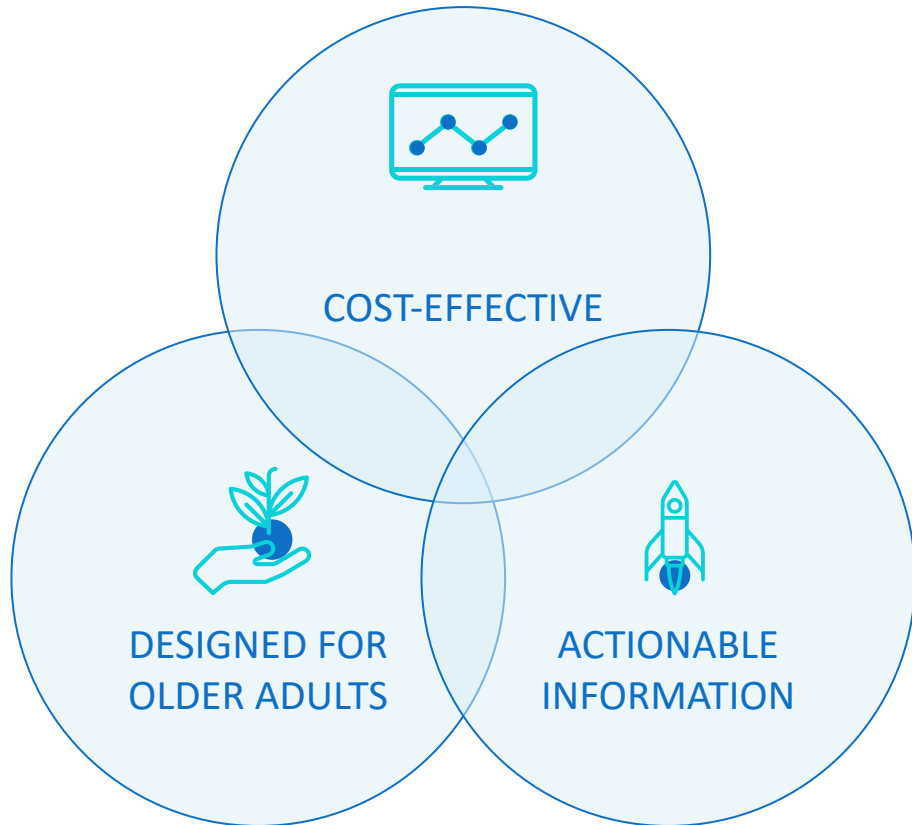 COST-EFFECTIVE
DESIGNED FOR
OLDER ADULTS
ACTIONABLE
INFORMATION